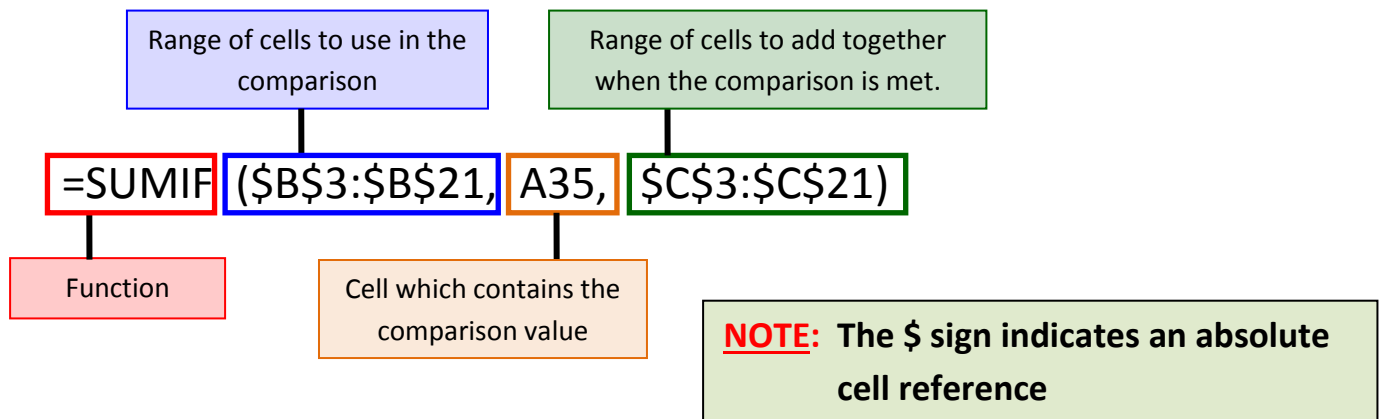 Range of cells to use in the
comparison
Range of cells to add together
when the comparison is met.
=SUMIF ($B$3:$B$21, A35, $C$3:$C$21)
Function
Cell which contains the
comparison value
NOTE: The $ sign indicates an absolute
cell reference